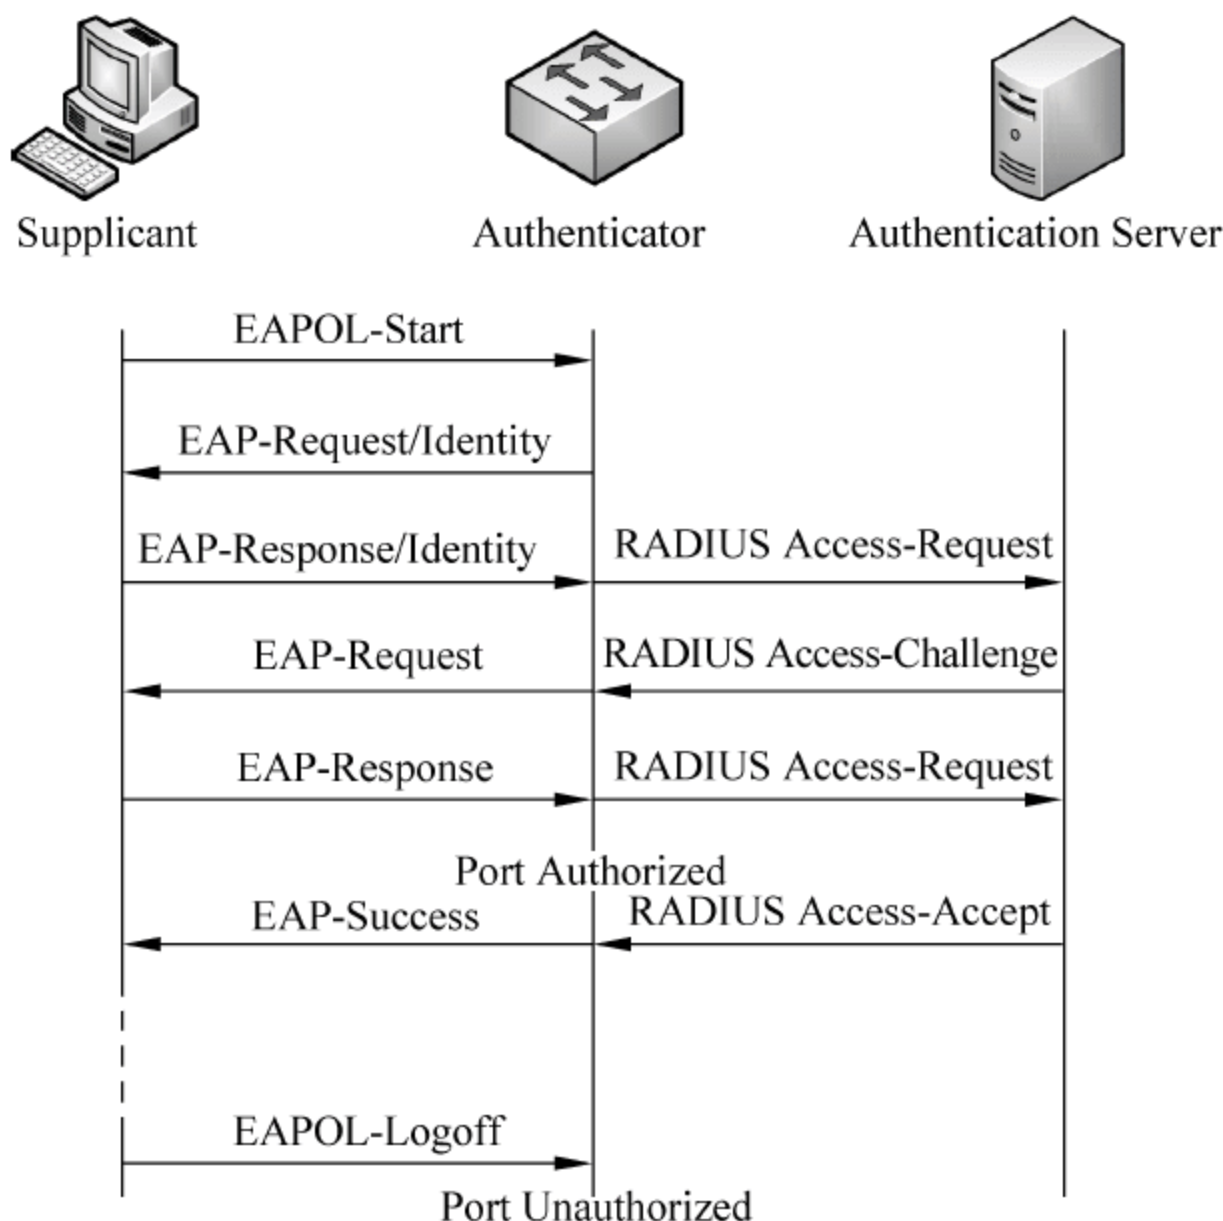 Supplicant
Authenticator
Authentication Server
EAPOL-Start
EAP-Request/Identity
EAP-Response/Identity
RADIUS Access-Request
EAP-Request
RADIUS Access-Challenge
EAP-Response
RADIUS Access-Request
Port Authorized
EAP-Success
RADIUS Access-Accept
EAPOL-Logoff
Port Unauthorized